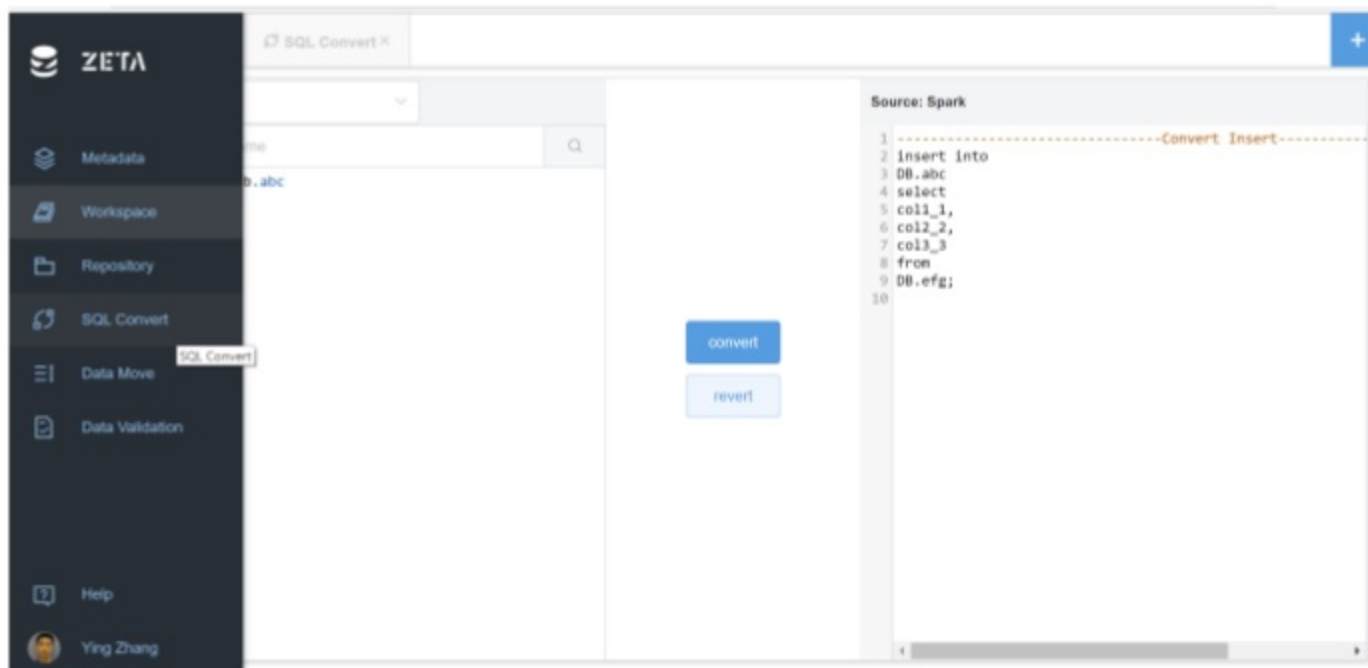 ZETA
SQL Convert ×
+
Metadata
Workspace
Repository
SQL Convert
SQL Convert
Data Move
Data Validation
Help
Ying Zhang
me
b.abc
convert
revert
Source: Spark
1 --------------------------------Convert Insert-----------
2 insert into
3 DB.abc
4 select
5 col1_1,
6 col2_2,
7 col3_3
8 from
9 DB.efg;
10